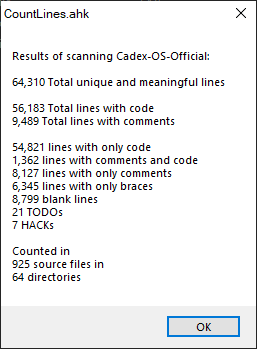 CountLines.ahk
Results of scanning Cadex-OS-Official:
64,310 Total unique and meaningful lines
56,183 Total lines with code
9,489 Total lines with comments
54,821 lines with only code
1,362 lines with comments and code
8,127 lines with only comments
6,345 lines with only braces
8,799 blank lines
21 TODOs
7 HACKs
Counted in
925 source files in
64 directories
OK